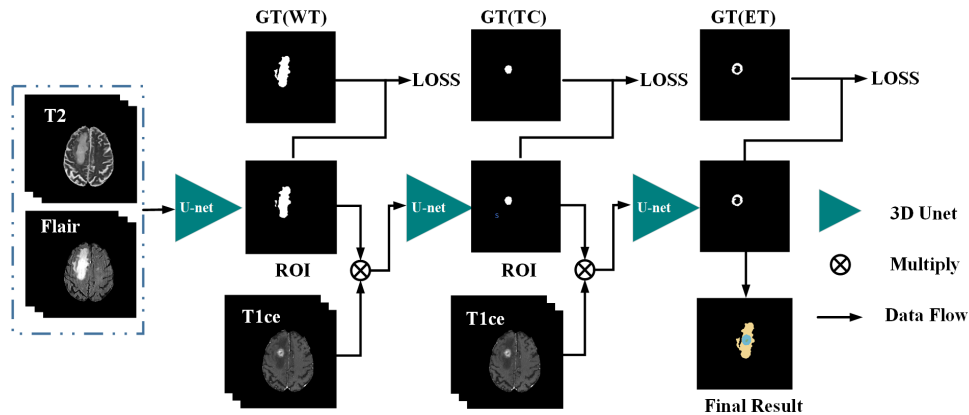 GT(WT)
GT(TC)
GT(ET)
LOSS
LOSS
LOSS
T2
Flair
U-net
U-net
U-net
s
3D Unet
ROI
ROI
Multiply
T1ce
T1ce
Data Flow
Final Result